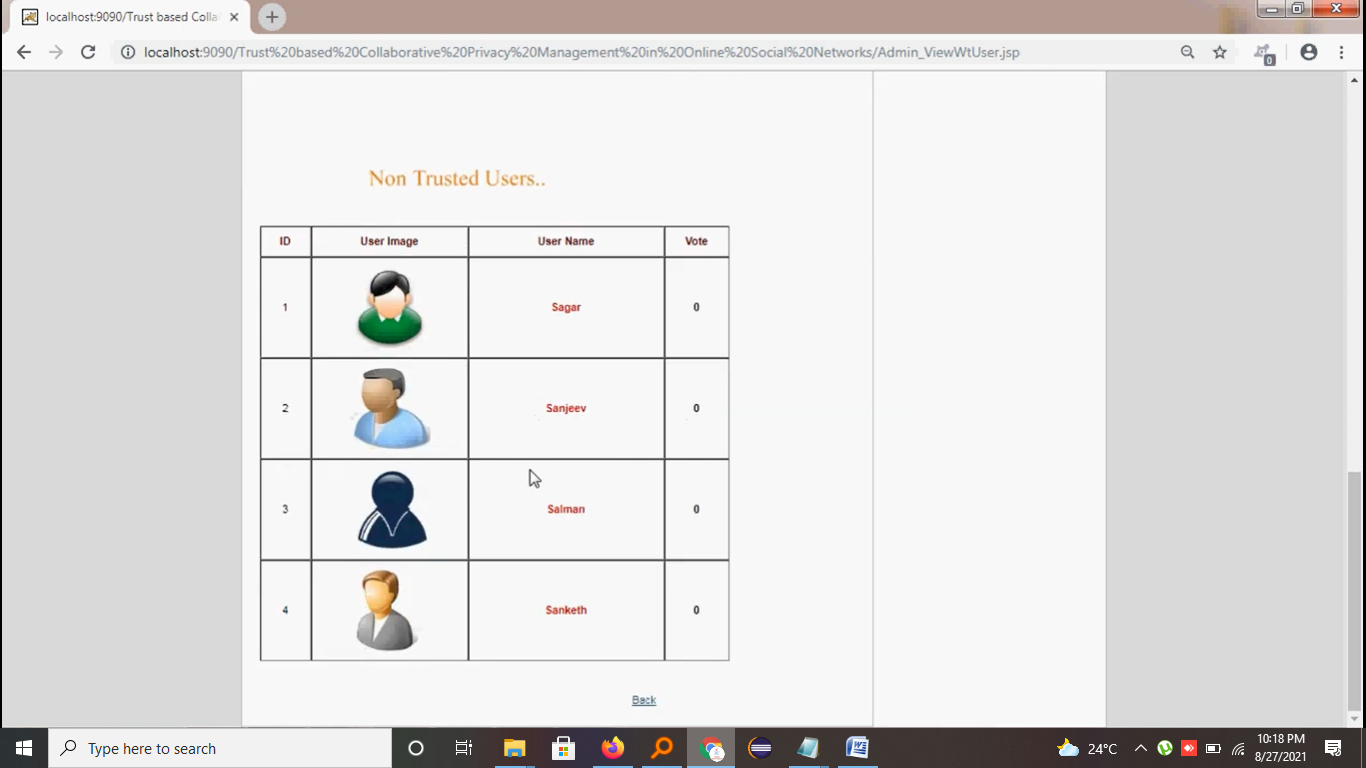 localhost:9090/Trust based Colla
localhost:9090/Trust%20based%20Collaborative%20Privacy%20Management%20in%20Online%20Social%20Networks/Admin_ViewWtUser.jsp
0
Non Trusted Users..
ID User Image User Name Vote
1 Sagar 0
2 Sanjeev 0
3 Salman 0
4 Sanketh 0
Back
Type here to search
24°C
10:18 PM
8/27/2021